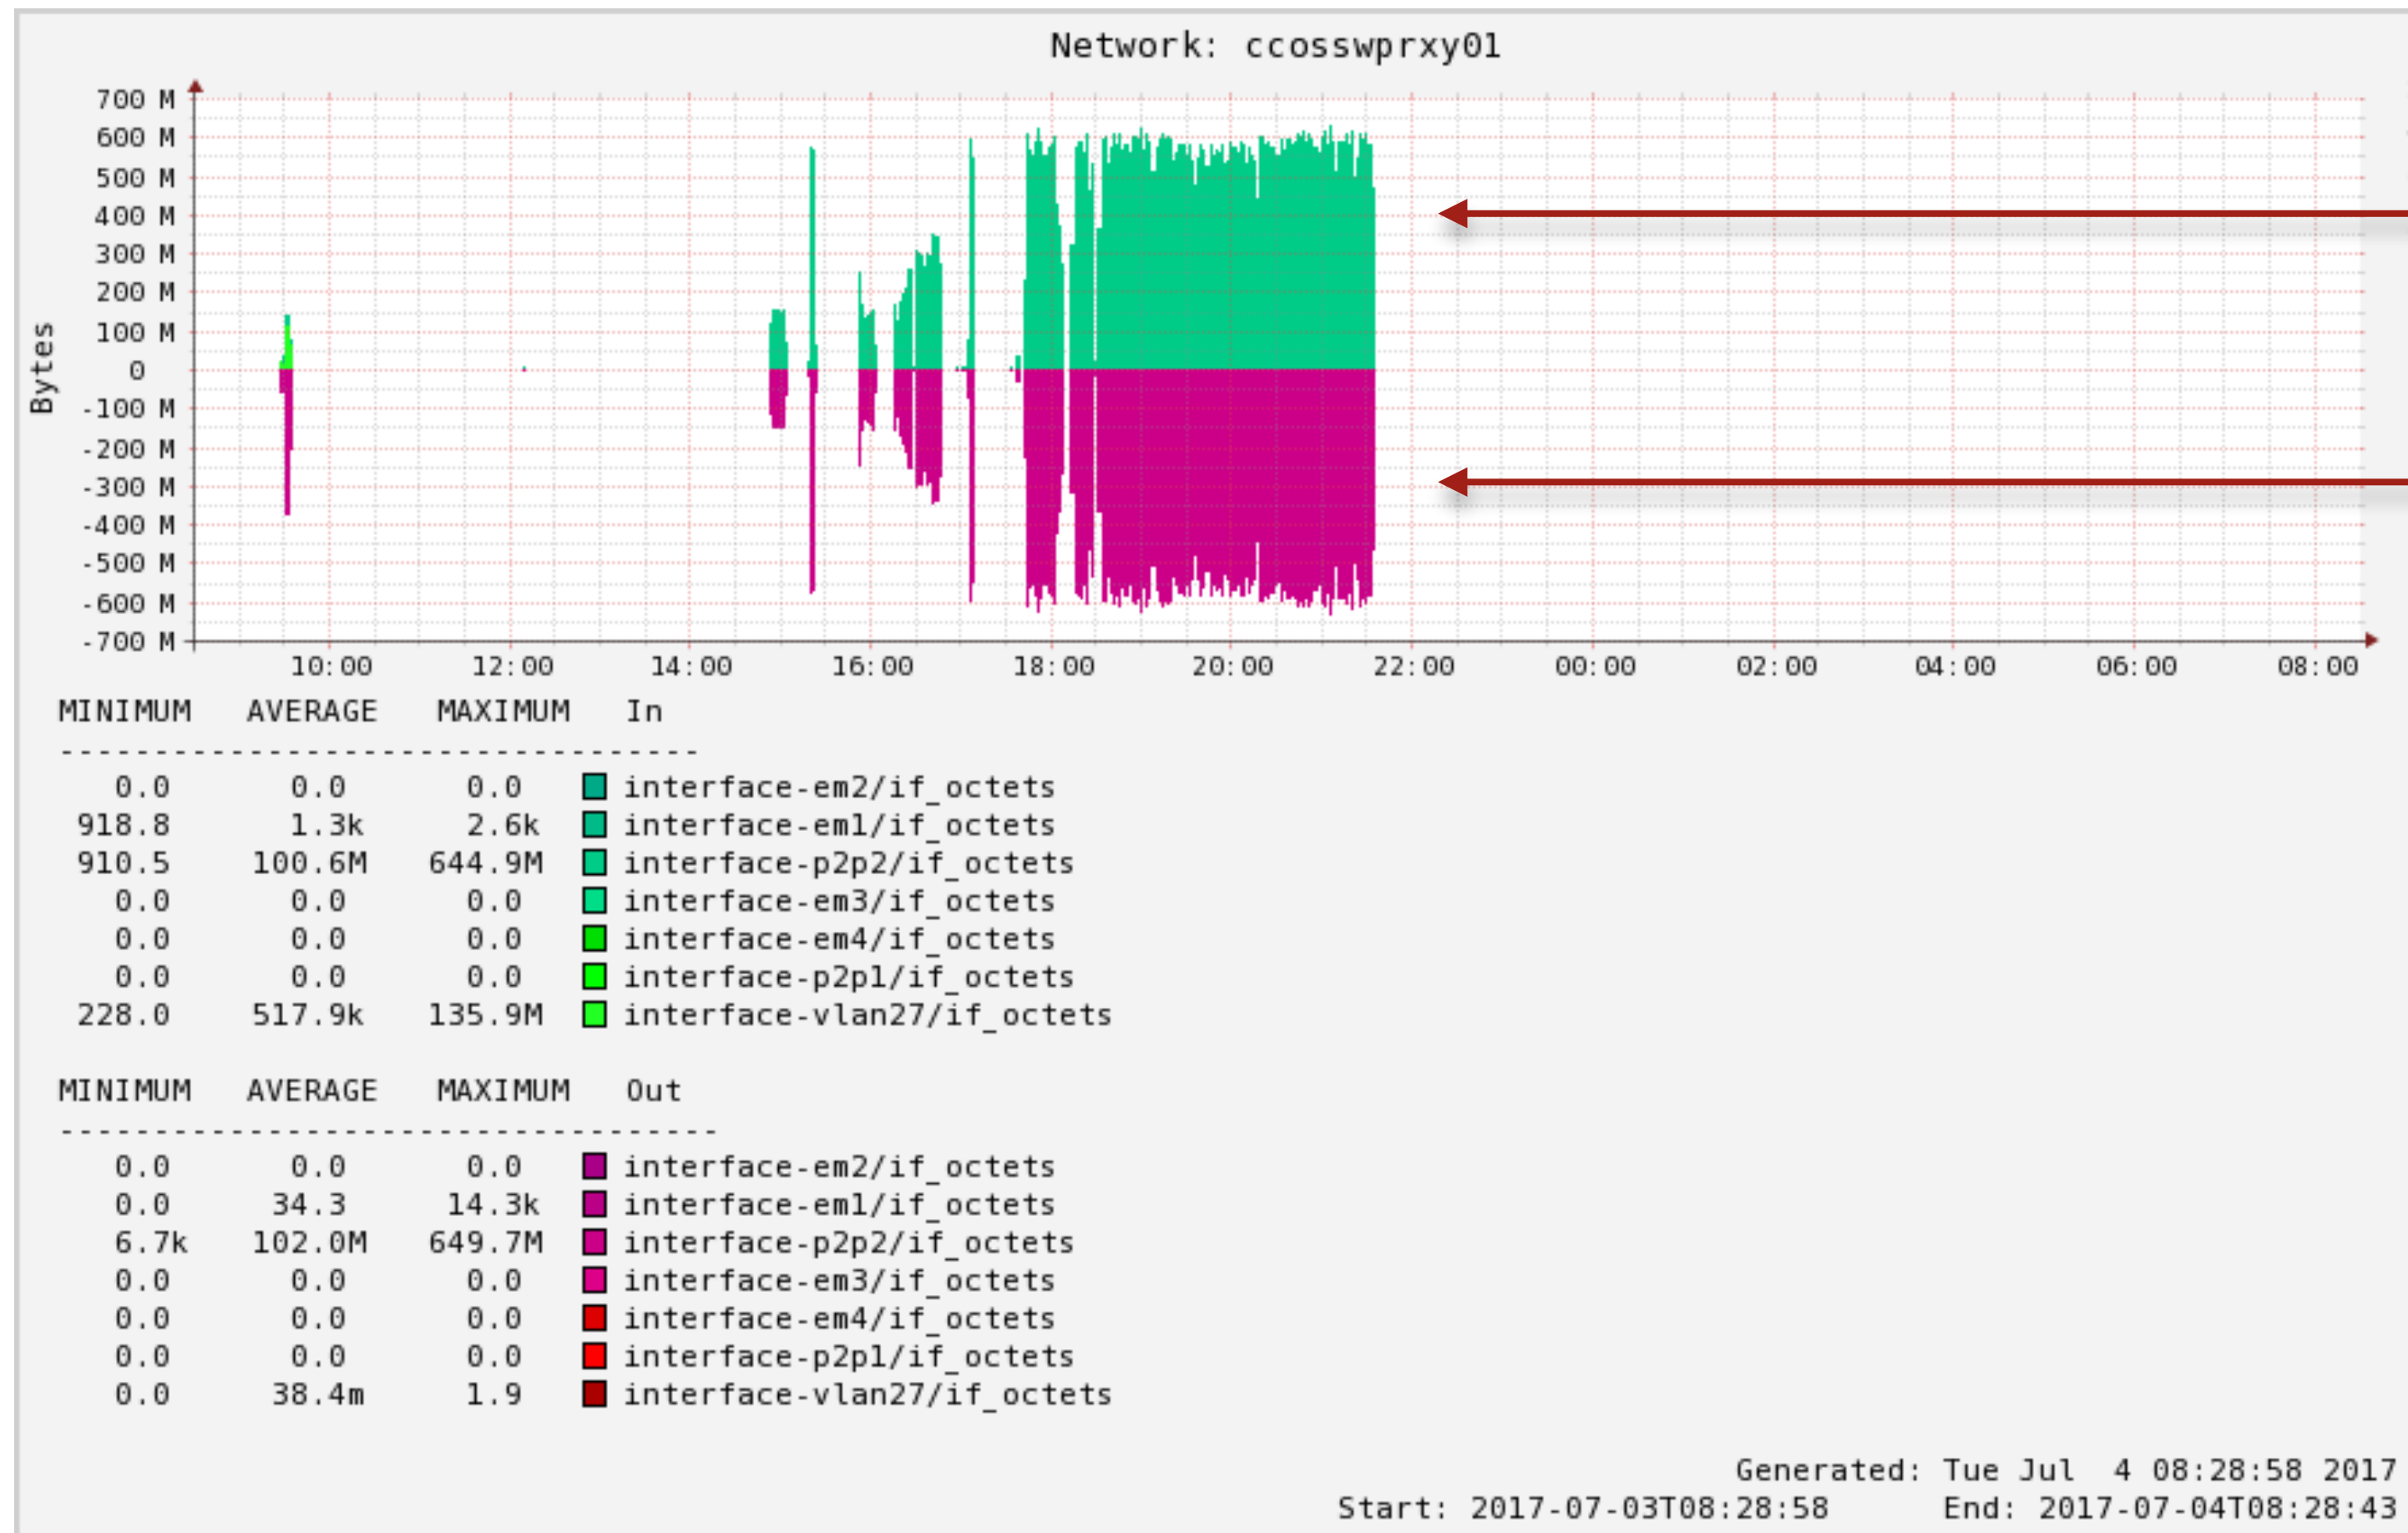 Network: ccosswprxy01
Bytes
700 M
600 M
500 M
400 M
300 M
200 M
100 M
0
-100 M
-200 M
-300 M
-400 M
-500 M
-600 M
-700 M
10:00 12:00 14:00 16:00 18:00 20:00 22:00 00:00 02:00 04:00 06:00 08:00
MINIMUM AVERAGE MAXIMUM In
-----------------------------------
0.0 0.0 0.0 interface-em2/if_octets
918.8 1.3k 2.6k interface-em1/if_octets
910.5 100.6M 644.9M interface-p2p2/if_octets
0.0 0.0 0.0 interface-em3/if_octets
0.0 0.0 0.0 interface-em4/if_octets
0.0 0.0 0.0 interface-p2p1/if_octets
228.0 517.9k 135.9M interface-vlan27/if_octets
MINIMUM AVERAGE MAXIMUM Out
------------------------------------
0.0 0.0 0.0 interface-em2/if_octets
0.0 34.3 14.3k interface-em1/if_octets
6.7k 102.0M 649.7M interface-p2p2/if_octets
0.0 0.0 0.0 interface-em3/if_octets
0.0 0.0 0.0 interface-em4/if_octets
0.0 0.0 0.0 interface-p2p1/if_octets
0.0 38.4m 1.9 interface-vlan27/if_octets
Generated: Tue Jul 4 08:28:58 2017
Start: 2017-07-03T08:28:58 End: 2017-07-04T08:28:43